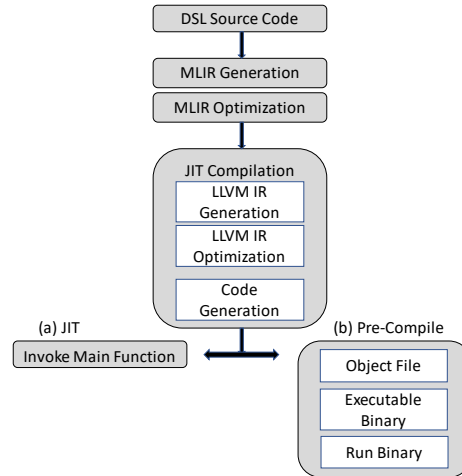 DSL Source Code
MLIR Generation
MLIR Optimization
JIT Compilation
LLVM IR
Generation
LLVM IR
Optimization
Code
Generation
(a) JIT
Invoke Main Function
(b) Pre-Compile
Object File
Executable
Binary
Run Binary